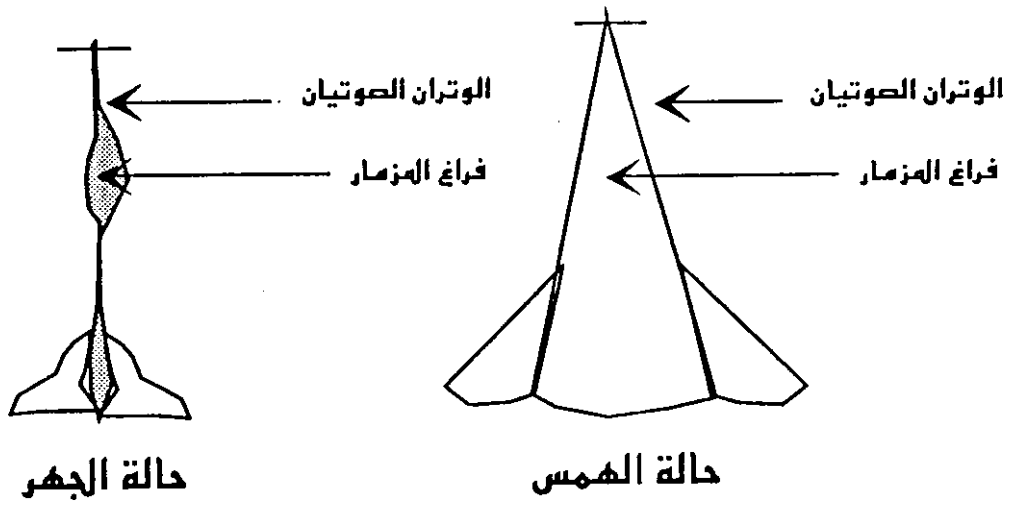 الوتران الصوتيان
الوتران الصوتيان
فراغ المزمار
فراغ المزمار
حالة الهمس
حالة الجهر